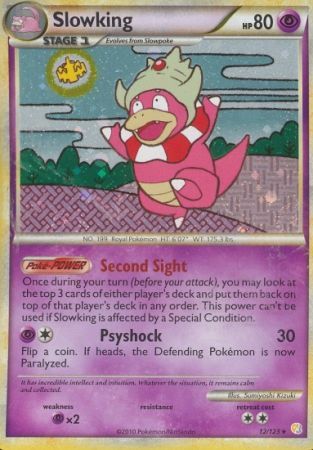 Slowking
HP80
STAGE 1 Evolves from Slowpoke
NO. 199 Royal Pokémon HT: 6'07" WT: 175.3 lbs.
Poké-POWER Second Sight
Once during your turn (before your attack), you may look at
the top 3 cards of either player's deck and put them back on
top of that player's deck in any order. This power can't be
used if Slowking is affected by a Special Condition.
Psyshock 30
Flip a coin. If heads, the Defending Pokémon is now
Paralyzed.
It has incredible intellect and intuition. Whatever the situation, it remains calm
and collected.
Illus. Sumiyoshi Kizuki
weakness resistance retreat cost
×2
©2010 Pokémon/Nintendo
12/123 ★